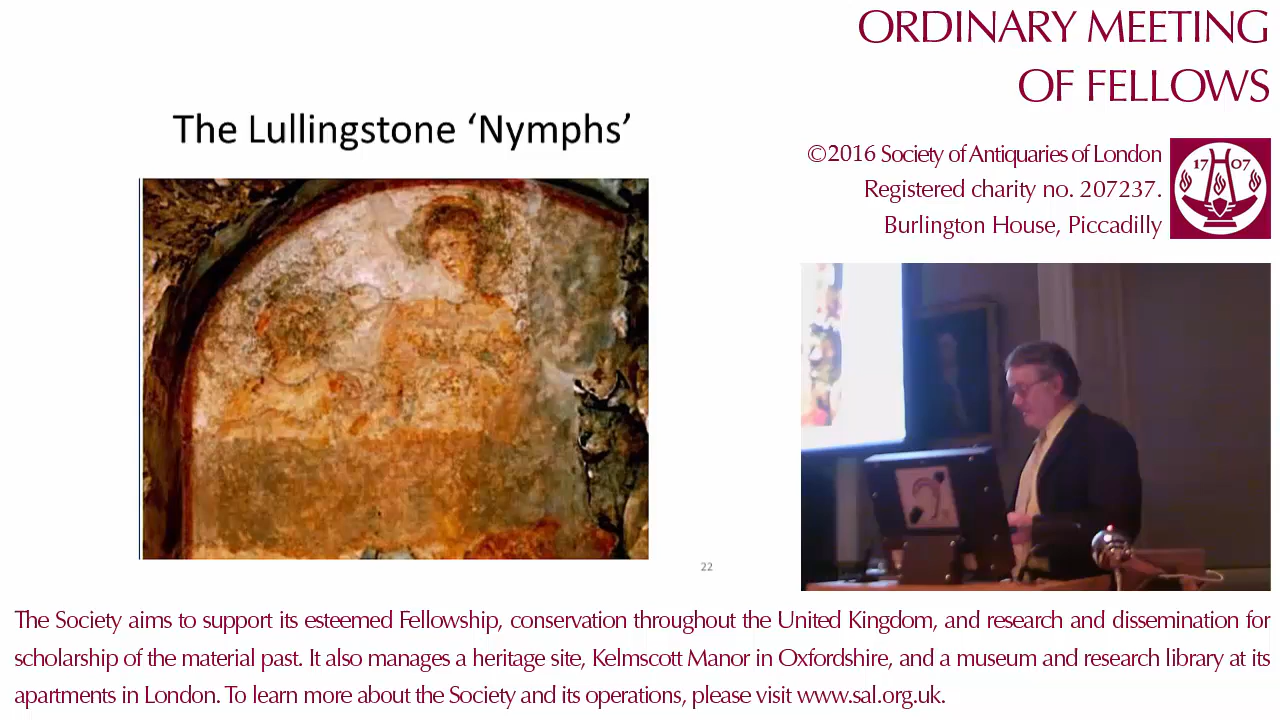 ORDINARY MEETING
OF FELLOWS
The Lullingstone ‘Nymphs’
©2016 Society of Antiquaries of London
Registered charity no. 207237.
Burlington House, Piccadilly
17 07
22
The Society aims to support its esteemed Fellowship, conservation throughout the United Kingdom, and research and dissemination for
scholarship of the material past. It also manages a heritage site, Kelmscott Manor in Oxfordshire, and a museum and research library at its
apartments in London. To learn more about the Society and its operations, please visit www.sal.org.uk.